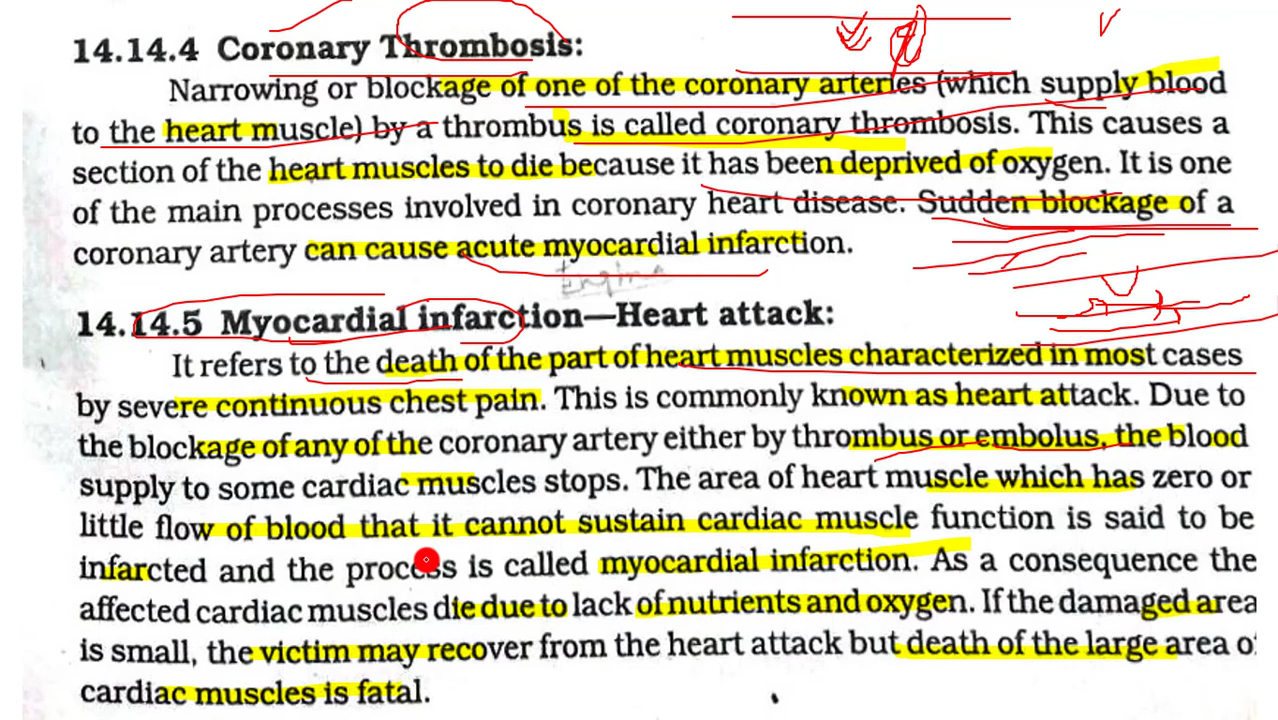 14.14.4 Coronary Thrombosis:
Narrowing or blockage of one of the coronary arteries (which supply blood
to the heart muscle) by a thrombus is called coronary thrombosis. This causes a
section of the heart muscles to die because it has been deprived of oxygen. It is one
of the main processes involved in coronary heart disease. Sudden blockage of a
coronary artery can cause acute myocardial infarction.
14.14.5 Myocardial infarction—Heart attack:
It refers to the death of the part of heart muscles characterized in most cases
by severe continuous chest pain. This is commonly known as heart attack. Due to
the blockage of any of the coronary artery either by thrombus or embolus, the blood
supply to some cardiac muscles stops. The area of heart muscle which has zero or
little flow of blood that it cannot sustain cardiac muscle function is said to be
infarcted and the process is called myocardial infarction. As a consequence the
affected cardiac muscles die due to lack of nutrients and oxygen. If the damaged area
is small, the victim may recover from the heart attack but death of the large area o
cardiac muscles is fatal.